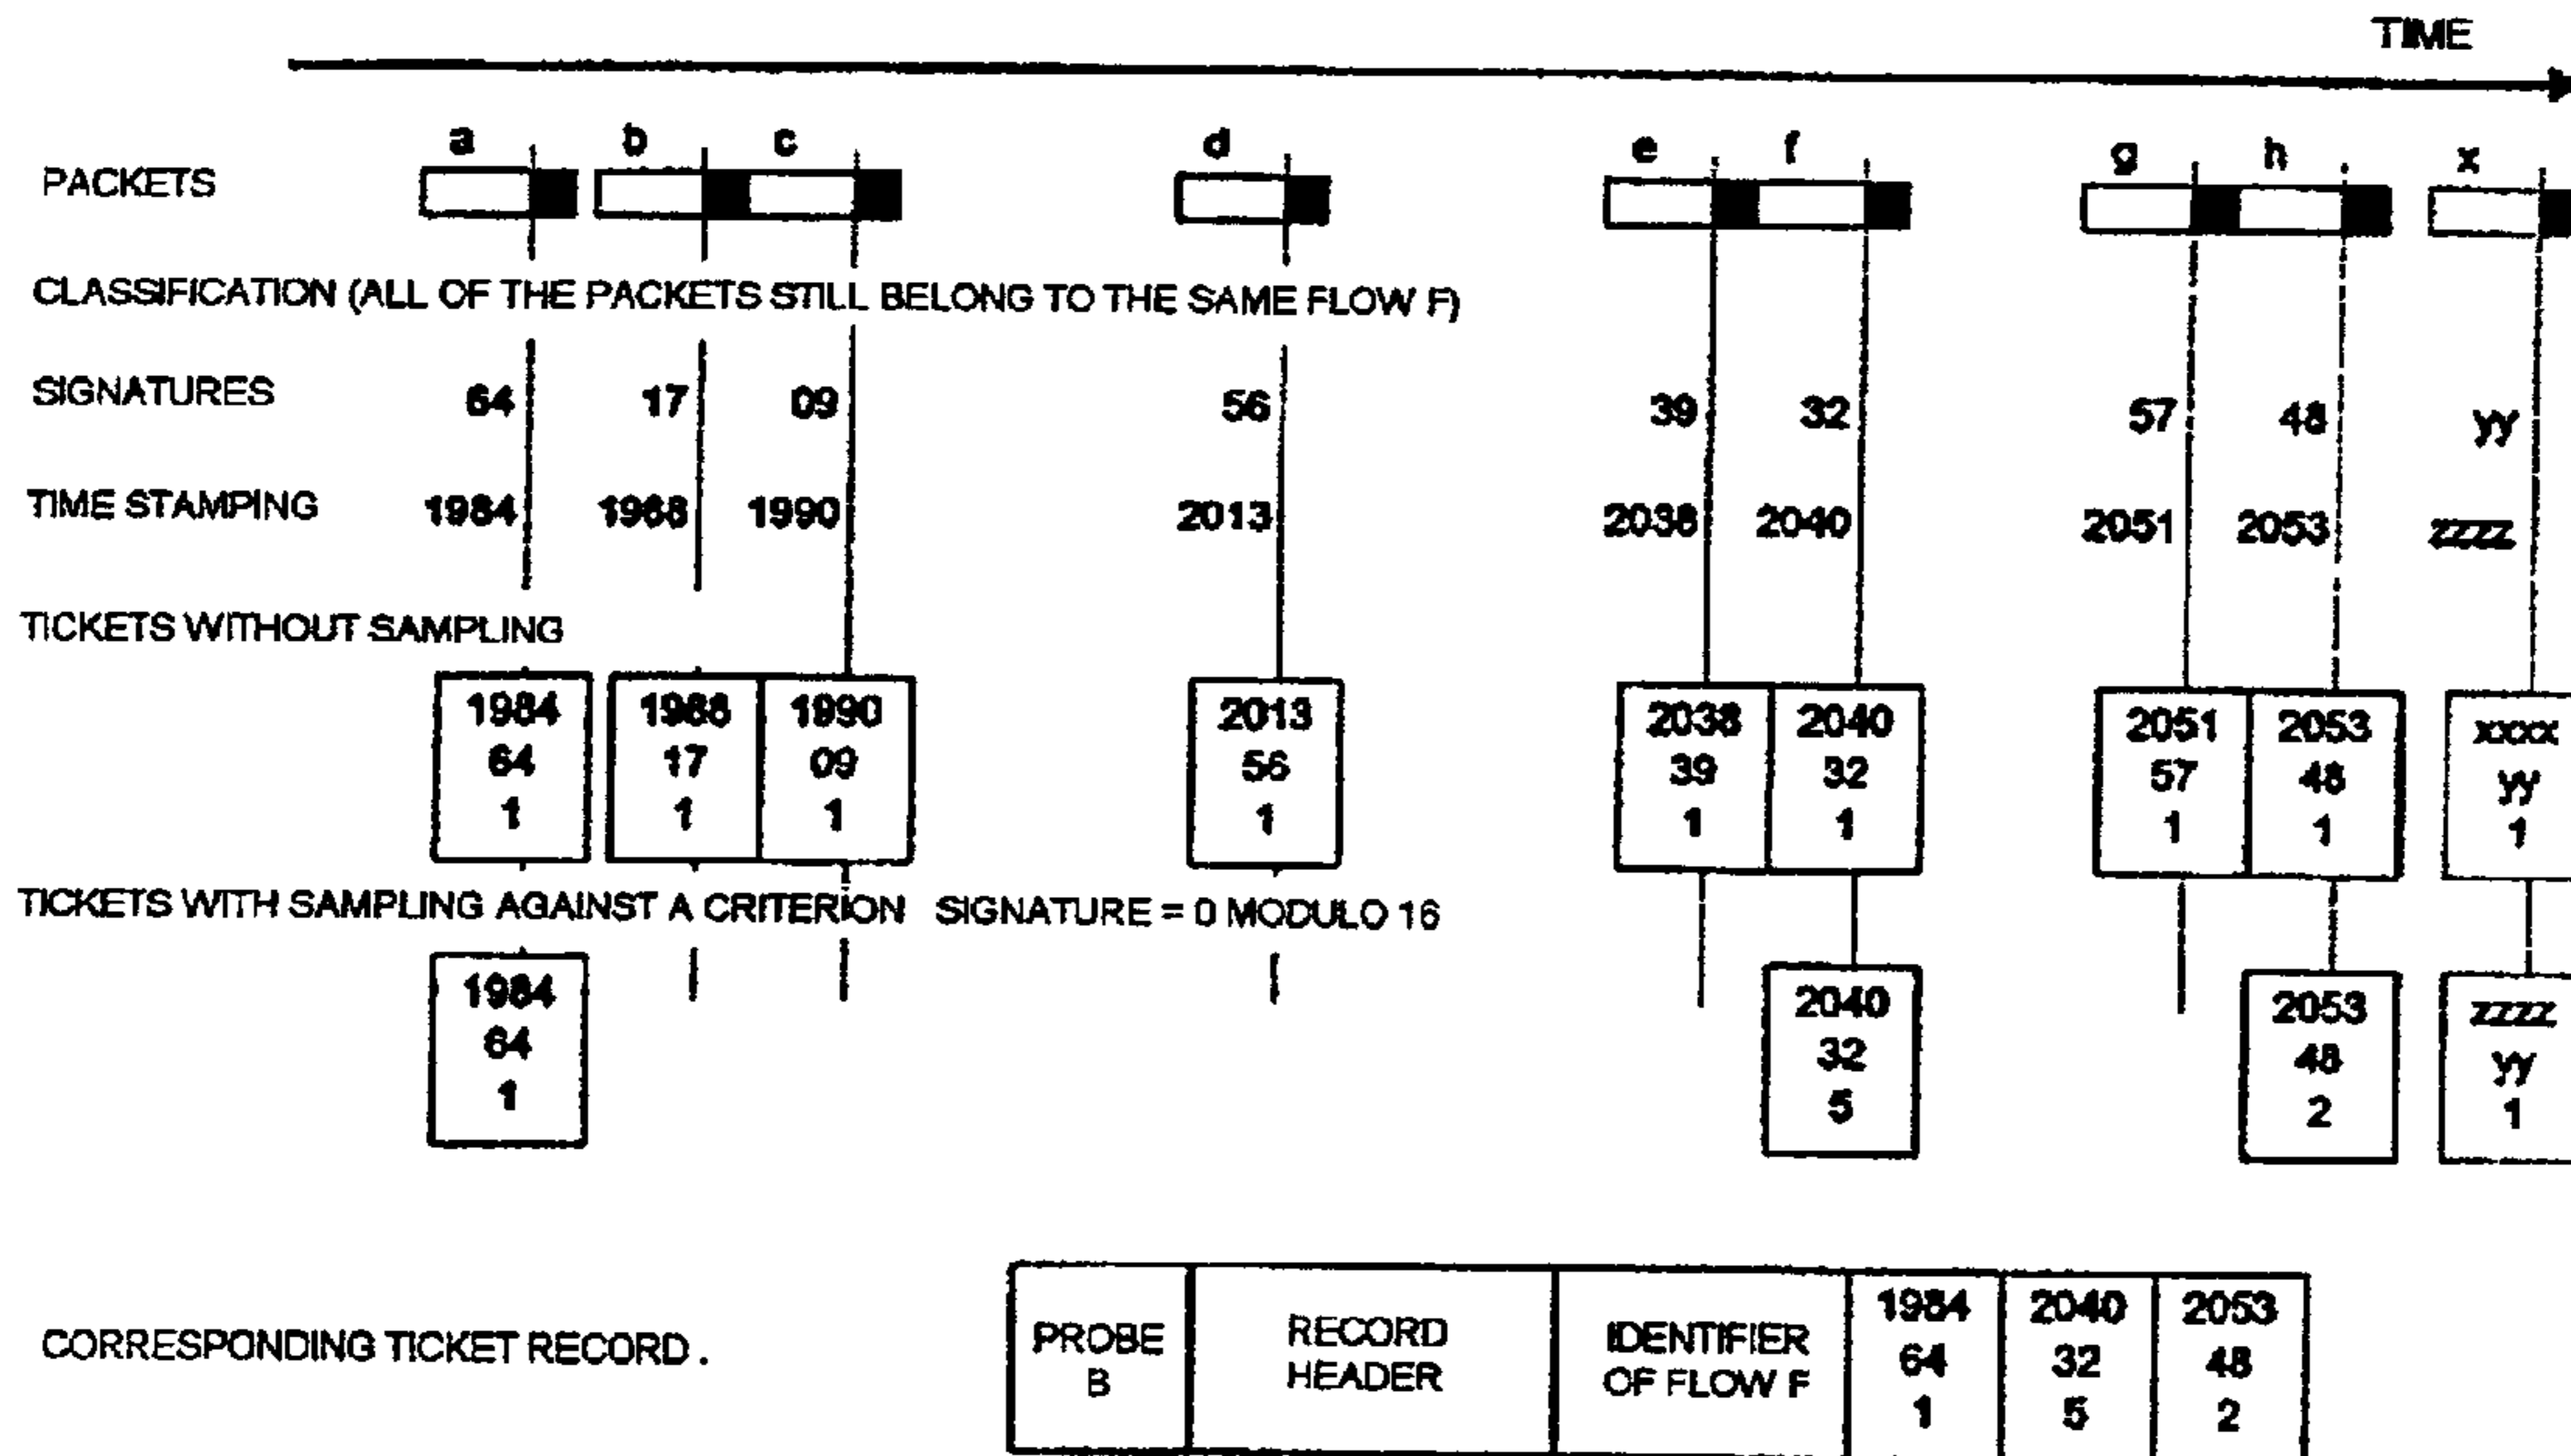 TIME
a b c d e f g h x
PACKETS
CLASSIFICATION (ALL OF THE PACKETS STILL BELONG TO THE SAME FLOW F)
SIGNATURES 64 17 09 56 39 32 57 48 yy
TIME STAMPING 1984 1988 1990 2013 2038 2040 2051 2053 zzzz
TICKETS WITHOUT SAMPLING
1984 1988 1990 2013 2038 2040 2051 2053 xxxx
64 17 09 56 39 32 57 48 yy
1 1 1 1 1 1 1 1 1
TICKETS WITH SAMPLING AGAINST A CRITERION SIGNATURE = 0 MODULO 16
1984 2040 2053 zzzz
64 32 48 yy
1 5 2 1
CORRESPONDING TICKET RECORD .
PROBE B
RECORD HEADER
IDENTIFIER OF FLOW F
1984 2040 2053
64 32 48
1 5 2